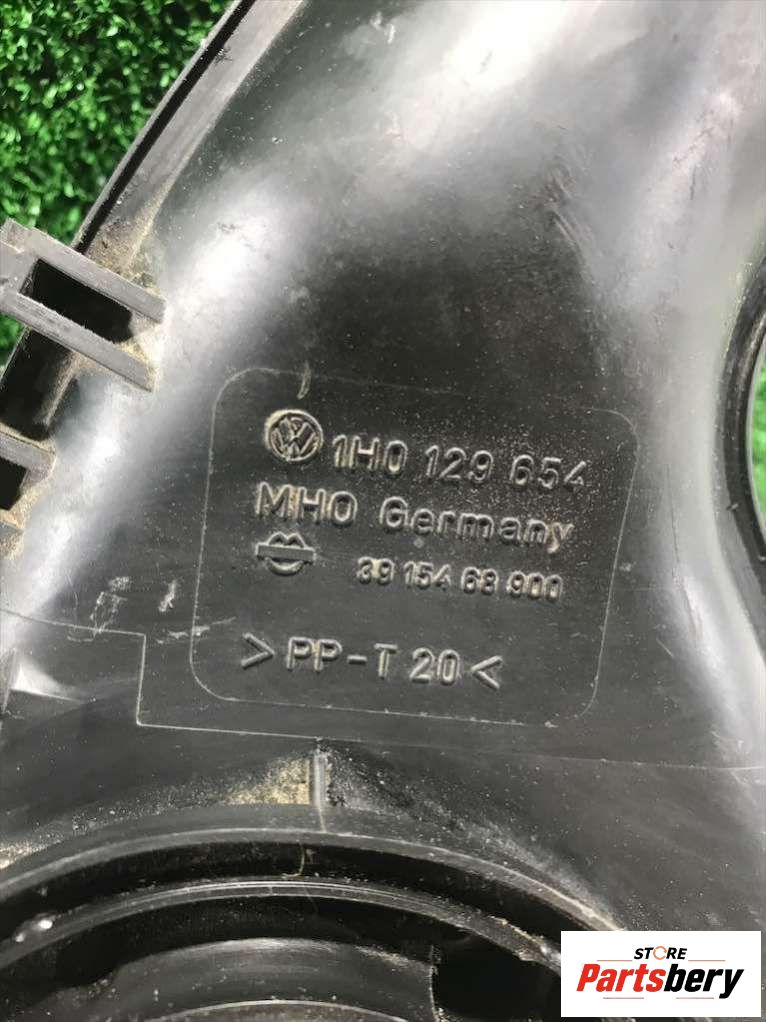 1H0 129 654
MHO Germany
39 154 68 900
>PP-T 20<
STORE
Partsbery